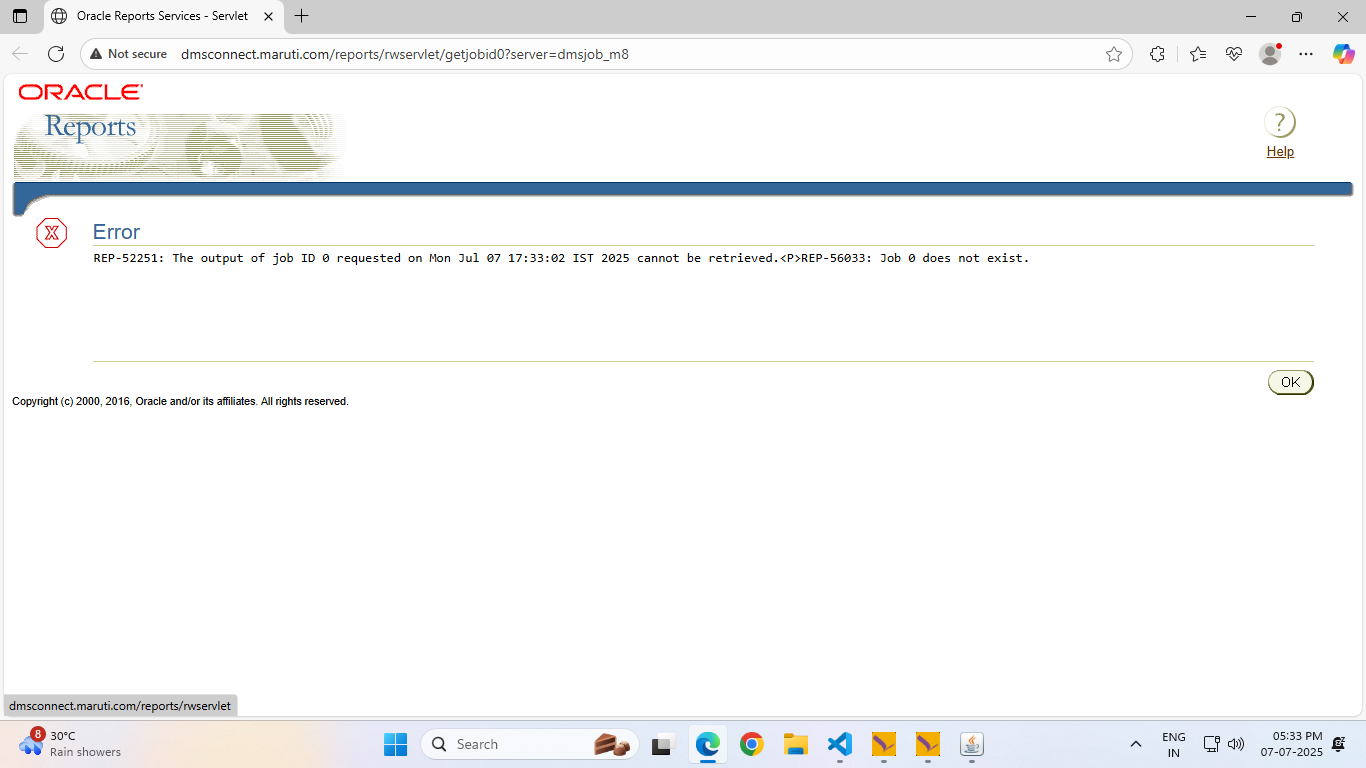 Oracle Reports Services - Servlet
Not secure
dmsconnect.maruti.com/reports/rwservlet/getjobid0?server=dmsjob_m8
ORACLE
Reports
?
Help
X
Error
REP-52251: The output of job ID 0 requested on Mon Jul 07 17:33:02 IST 2025 cannot be retrieved.<P>REP-56033: Job 0 does not exist.
OK
Copyright (c) 2000, 2016, Oracle and/or its affiliates. All rights reserved.
dmsconnect.maruti.com/reports/rwservlet
8
30°C
Rain showers
Search
ENG
IN
05:33 PM
07-07-2025